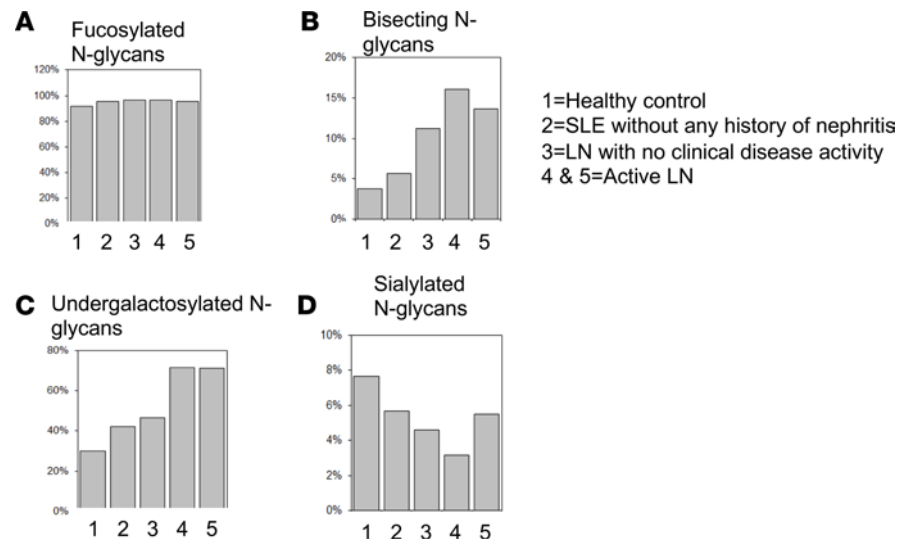 A
Fucosylated
N-glycans
120%
100%
80%
60%
40%
20%
0%
1 2 3 4 5
B
Bisecting N-
glycans
20%
15%
10%
5%
0%
1 2 3 4 5
1=Healthy control
2=SLE without any history of nephritis
3=LN with no clinical disease activity
4 & 5=Active LN
C
Undergalactosylated N-
glycans
80%
60%
40%
20%
0%
1 2 3 4 5
D
Sialylated
N-glycans
10%
8%
6%
4%
2%
0%
1 2 3 4 5